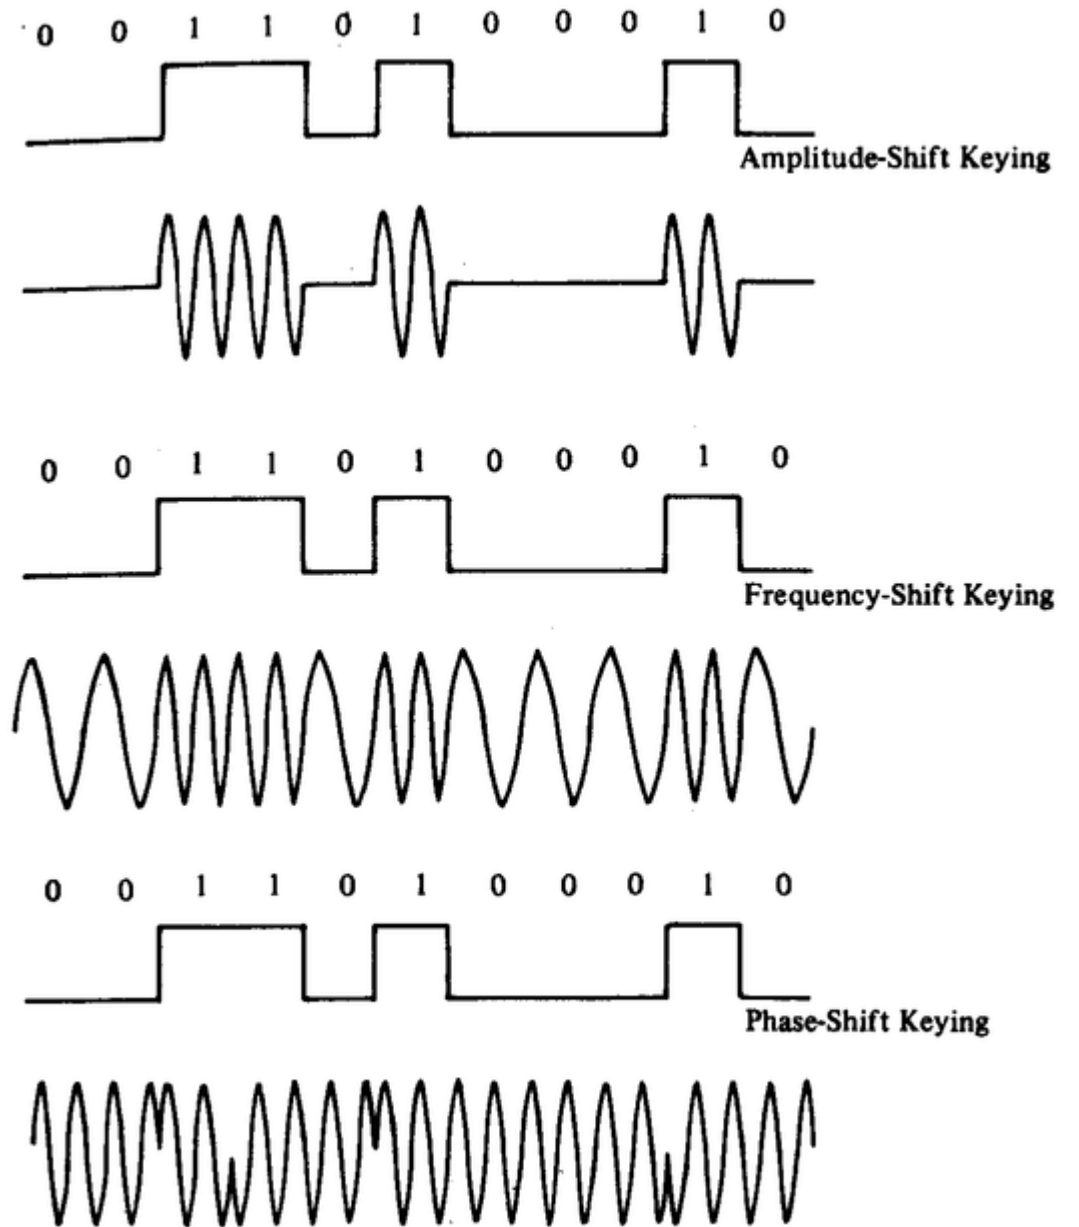 0 0 1 1 0 1 0 0 0 1 0
Amplitude-Shift Keying
0 0 1 1 0 1 0 0 0 1 0
Frequency-Shift Keying
0 0 1 1 0 1 0 0 0 1 0
Phase-Shift Keying